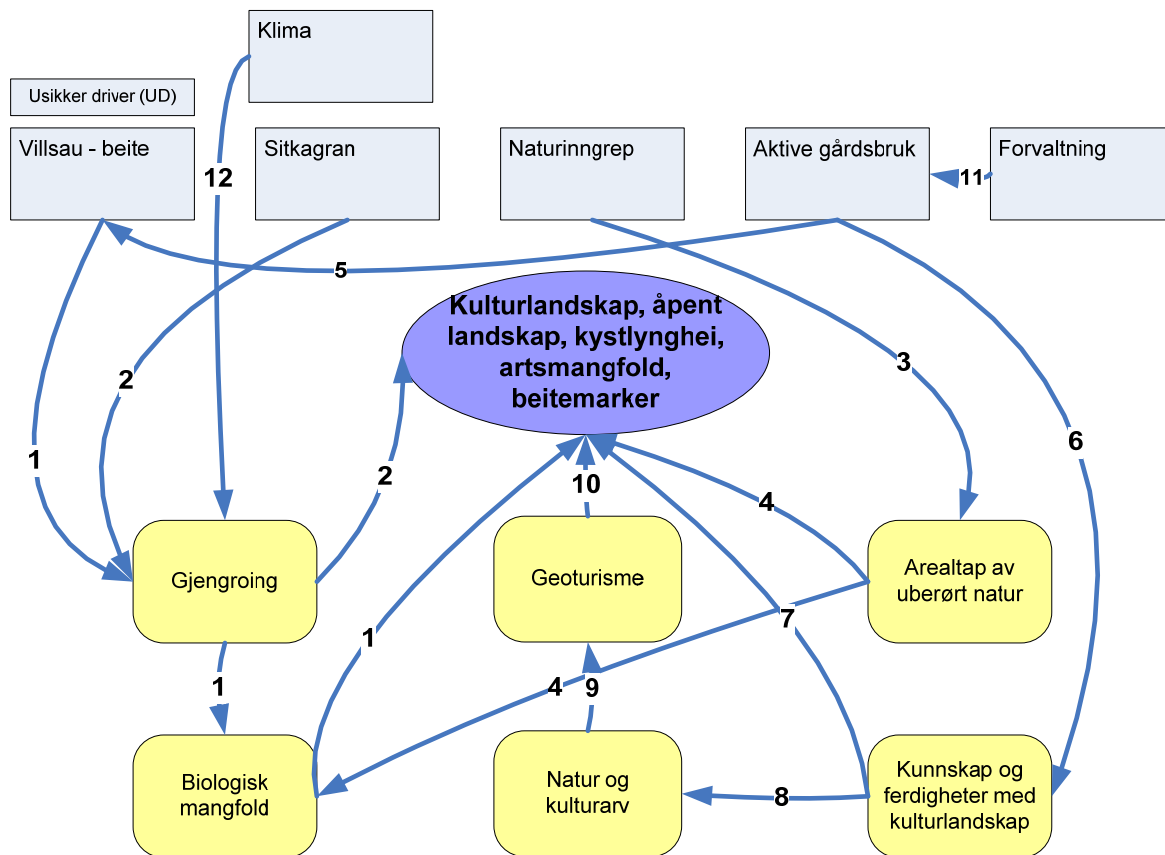 Klima
Usikker driver (UD)
Villsau - beite
Sitkagran
Naturinngrep
Aktive gårdsbruk
Forvaltning
12
11
5
Kulturlandskap, åpent
landskap, kystlynghei,
artsmangfold,
beitemarker
2
3
1
6
2
10
4
Gjengroing
Geoturisme
Arealtap av
uberørt natur
1
7
1
4
9
Biologisk
mangfold
Natur og
kulturarv
8
Kunnskap og
ferdigheter med
kulturlandskap